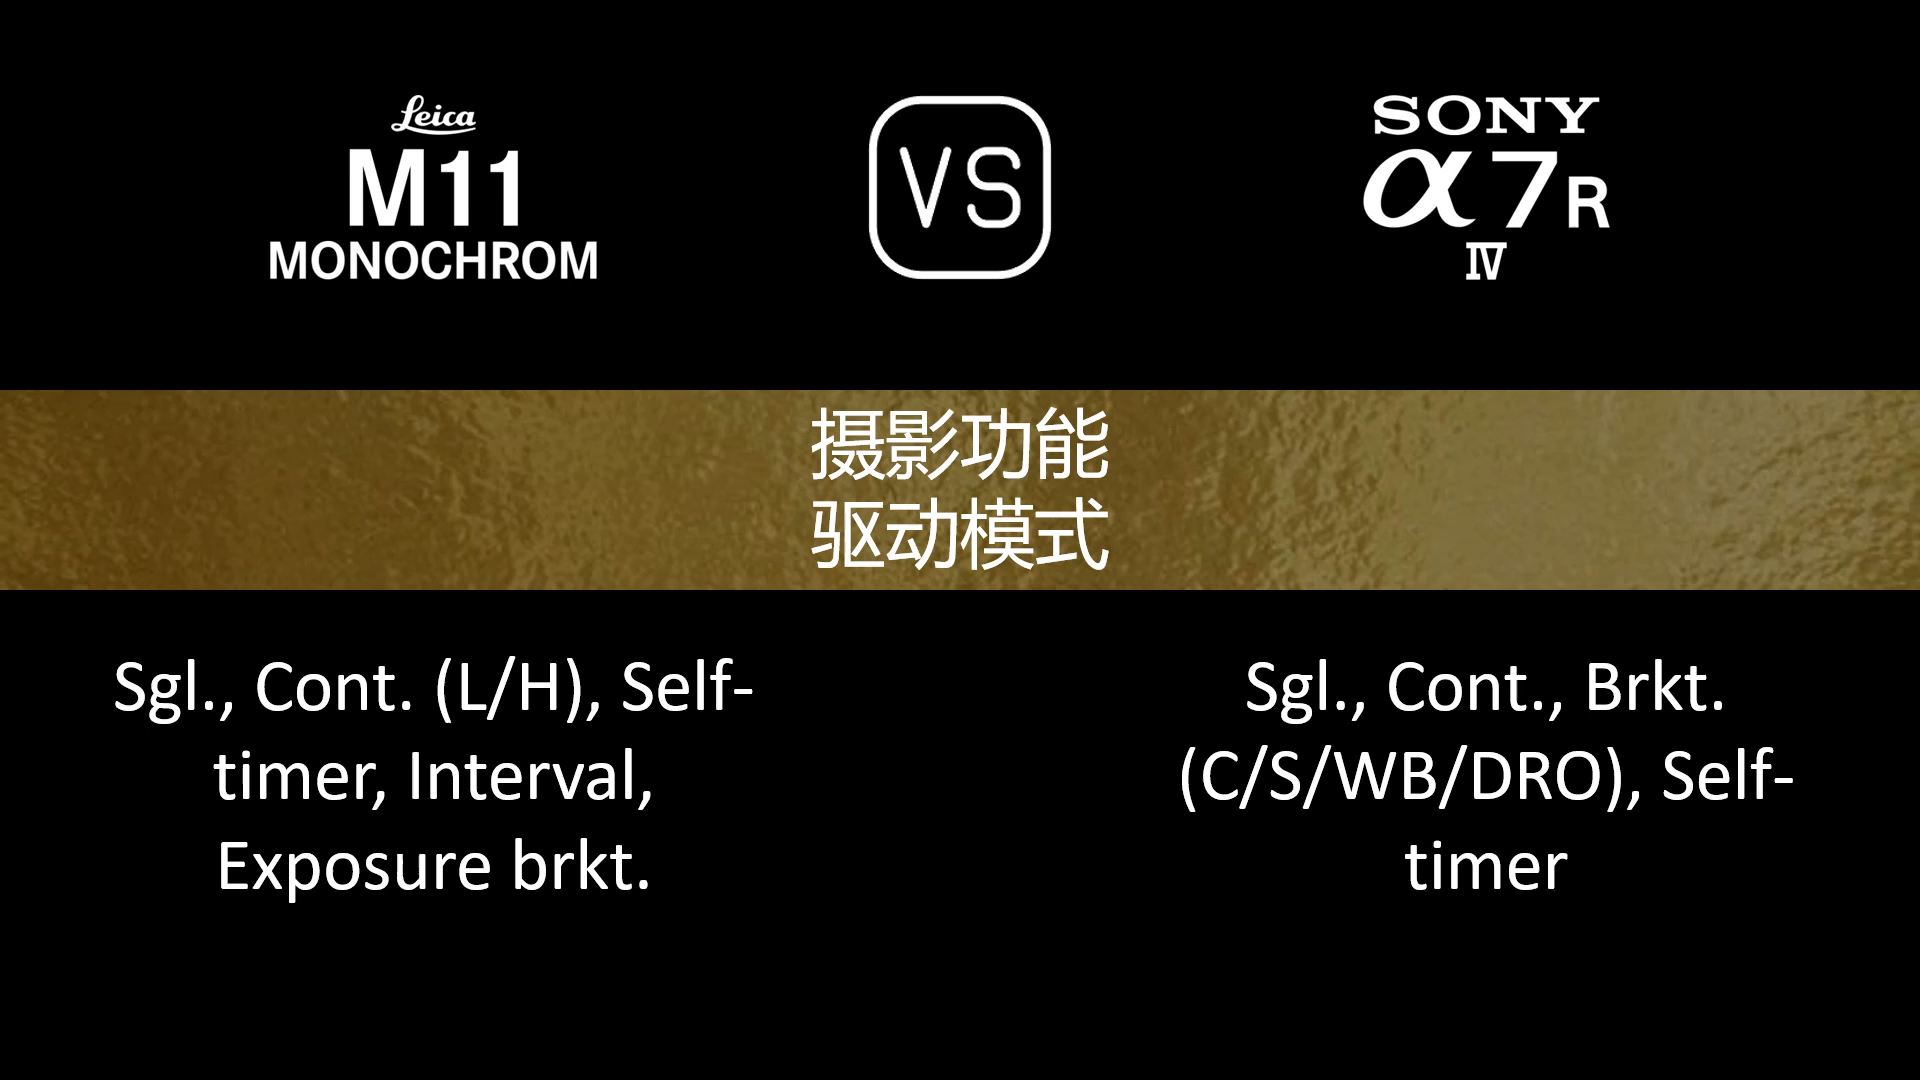 Leica
M11
MONOCHROM
VS
SONY
α7R
IV
摄影功能
驱动模式
Sgl., Cont. (L/H), Self-
timer, Interval,
Exposure brkt.
Sgl., Cont., Brkt.
(C/S/WB/DRO), Self-
timer